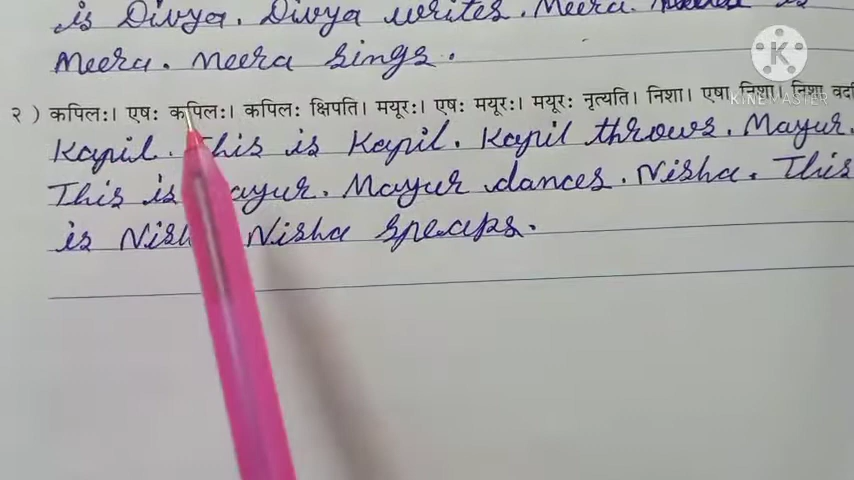 is Divya. Divya writes. Meera.
Meera. Meera sings.
KINEMASTER
२ ) कपिलः। एषः कपिलः। कपिलः क्षिपति। मयूरः। एषः मयूरः। मयूरः नृत्यति। निशा। एषा निशा। निशा
Kapil. This is Kapil. Kapil throws. Mayur.
This is Mayur. Mayur dances. Nisha. This
is Nisha Nisha speaks.